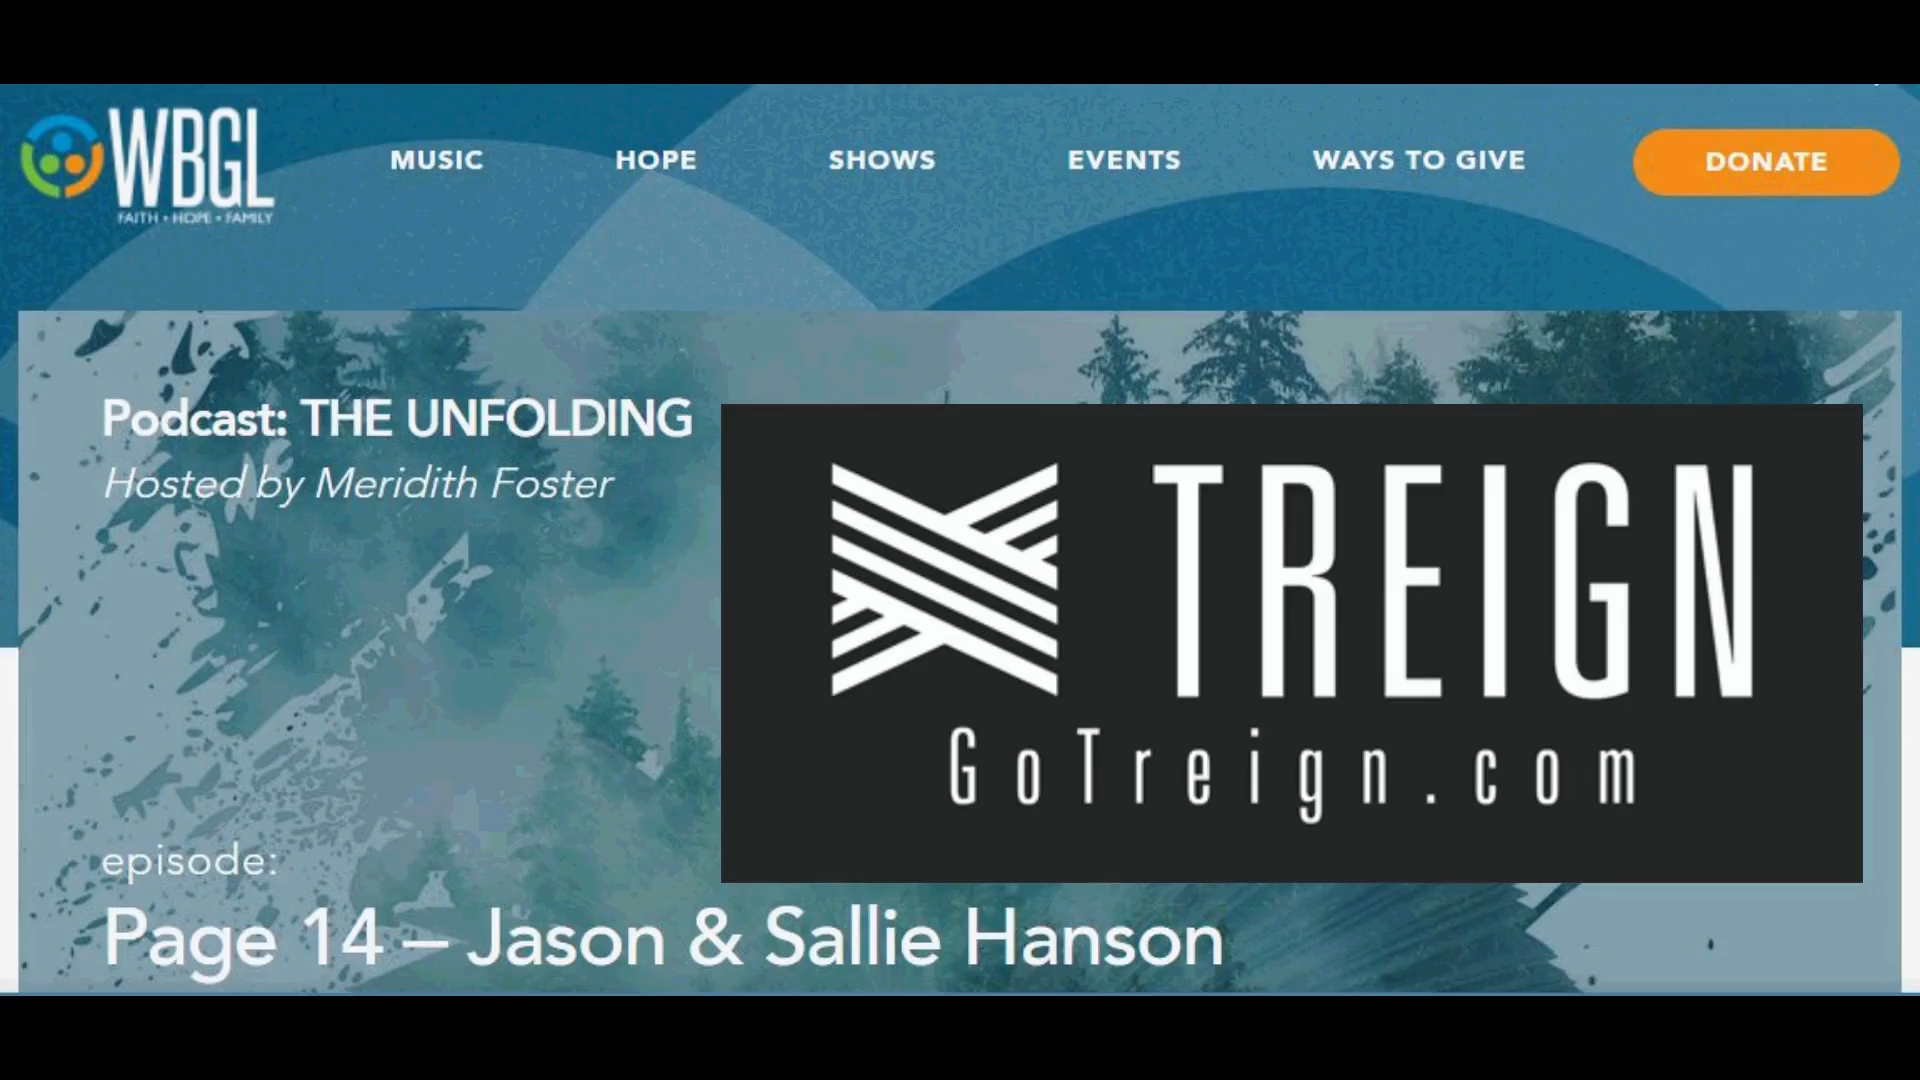 WBGL
FAITH • HOPE • FAMILY
MUSIC
HOPE
SHOWS
EVENTS
WAYS TO GIVE
DONATE
Podcast: THE UNFOLDING
Hosted by Meridith Foster
TREIGN
GoTreign.com
episode:
Page 14 – Jason & Sallie Hanson